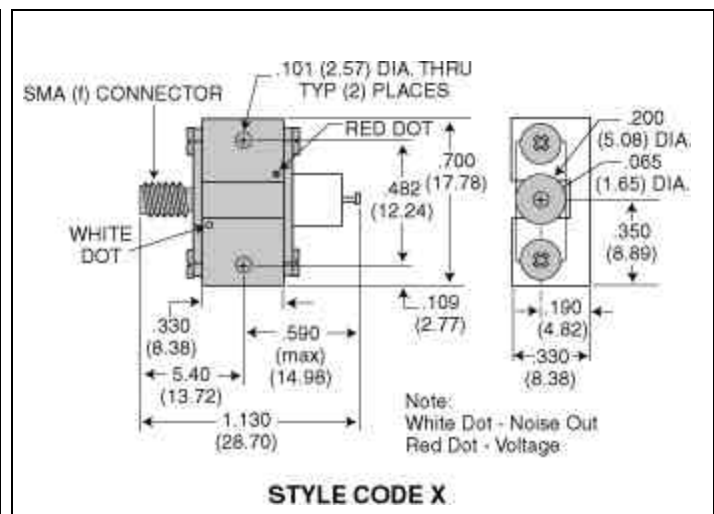 .101 (2.57) DIA. THRU
TYP (2) PLACES
SMA (f) CONNECTOR
RED DOT
.200
(5.08) DIA.
.065
(1.65) DIA.
.700
(17.78)
.482
(12.24)
WHITE
DOT
.350
(8.89)
.109
(2.77)
.190
(4.82)
.330
(8.38)
.590
(max)
(14.98)
.330
(8.38)
5.40
(13.72)
1.130
(28.70)
Note:
White Dot - Noise Out
Red Dot - Voltage
STYLE CODE X